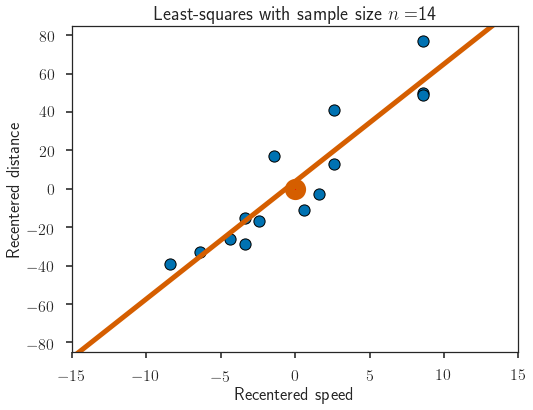 Least-squares with sample size n =14
80
60
40
20
0
−20
−40
−60
−80
Recentered distance
−15 −10 −5 0 5 10 15
Recentered speed